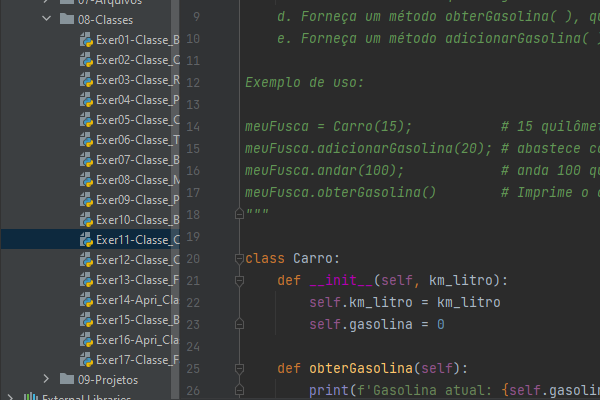 07-Arquivos
08-Classes
Exer01-Classe_B
Exer02-Classe_Q
Exer03-Classe_R
Exer04-Classe_P
Exer05-Classe_C
Exer06-Classe_T
Exer07-Classe_B
Exer08-Classe_M
Exer09-Classe_P
Exer10-Classe_B
Exer11-Classe_C
Exer12-Classe_C
Exer13-Classe_F
Exer14-Apri_Cla
Exer15-Classe_B
Exer16-Apri_Cla
Exer17-Classe_F
09-Projetos
External Libraries
9 d. Forneça um método obterGasolina( ), qu
10 e. Forneça um método adicionarGasolina( )
11
12 Exemplo de uso:
13
14 meuFusca = Carro(15); # 15 quilômet
15 meuFusca.adicionarGasolina(20); # abastece co
16 meuFusca.andar(100); # anda 100 qu
17 meuFusca.obterGasolina() # Imprime o c
18 """
19
20 class Carro:
21 def __init__(self, km_litro):
22 self.km_litro = km_litro
23 self.gasolina = 0
24
25 def obterGasolina(self):
26 print(f'Gasolina atual: {self.gasolin